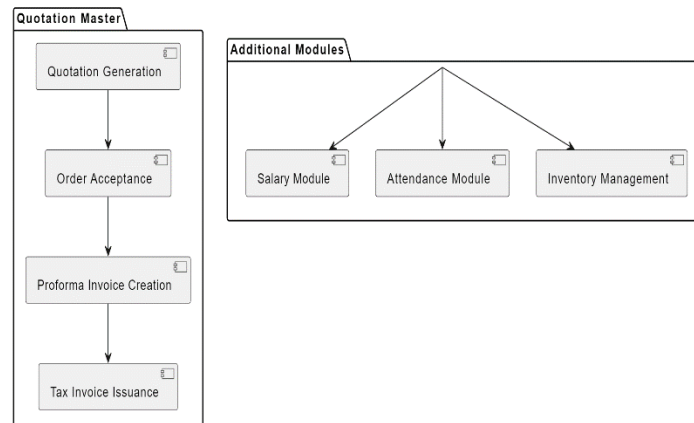 Quotation Master
Quotation Generation
Order Acceptance
Proforma Invoice Creation
Tax Invoice Issuance
Additional Modules
Salary Module
Attendance Module
Inventory Management